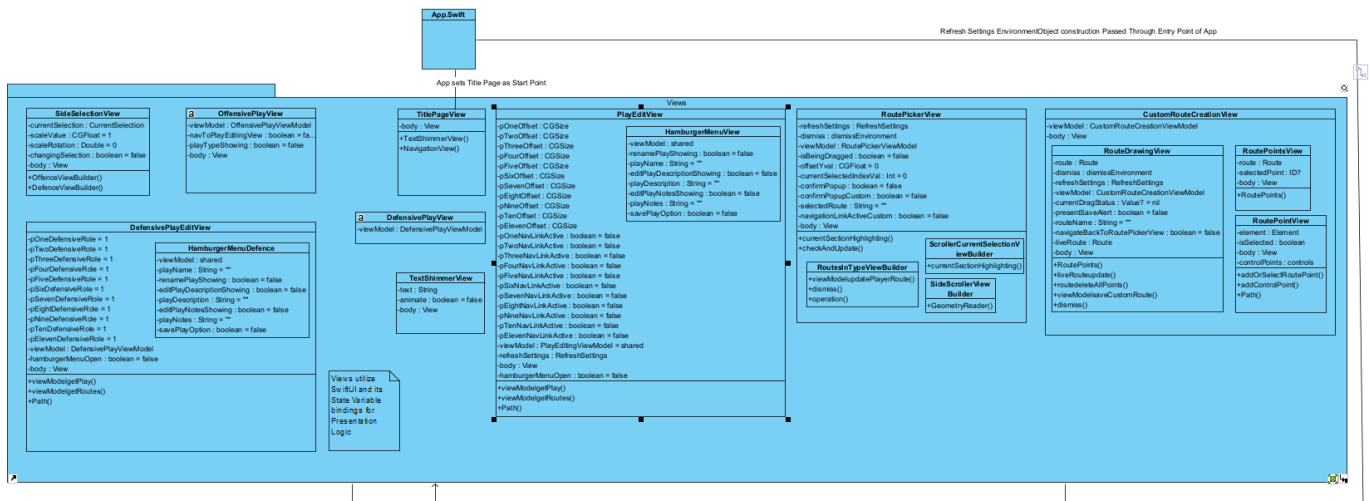 App.Swift
Refresh Settings EnvironmentObject construction Passed Through Entry Point of App
App sets Title Page as Start Point
Views
SideSelectionView
-currentSelection : CurrentSelection
-scaleValue : CGFloat = 1
-scaleRotation : Double = 0
-changingSelection : boolean = false
-body : View
+OffenceViewBuilder()
+DefenceViewBuilder()
a
OffensivePlayView
-viewModel : OffensivePlayViewModel
-navToPlayEditingView : boolean = fa...
-playTypeShowing : boolean = false
TitlePageView
-body : View
+TextShimmerView()
+NavigationView()
a
DefensivePlayView
-viewModel : DefensivePlayViewModel
TextShimmerView
-text : String
-animate : boolean = false
-body : View
DefensivePlayEditView
-pOneDefensiveRole = 1
-pTwoDefensiveRole = 1
-pThreeDefensiveRole = 1
-pFourDefensiveRole = 1
-pFiveDefensiveRole = 1
-pSixDefensiveRole = 1
-pSevenDefensiveRole = 1
-pEightDefensiveRole = 1
-pNineDefensiveRole = 1
-pTenDefensiveRole = 1
-pElevenDefensiveRole = 1
-viewModel : DefensivePlayViewModel
-hamburgerMenuOpen : boolean = false
-body : View
+viewModelgetPlay()
+viewModelgetRoutes()
+Path()
HamburgerMenuDefence
-viewModel : shared
-playName : String = ""
-renamePlayShowing : boolean = false
-editPlayDescriptionShowing : boolean = false
-playDescription : String = ""
-editPlayNotesShowing : boolean = false
-playNotes : String = ""
-savePlayOption : boolean = false
Views utilize
SwiftUI and its
State Variable
bindings for
Presentation
Logic
PlayEditView
-pOneOffset : CGSize
-pTwoOffset : CGSize
-pThreeOffset : CGSize
-pFourOffset : CGSize
-pFiveOffset : CGSize
-pSixOffset : CGSize
-pSevenOffset : CGSize
-pEightOffset : CGSize
-pNineOffset : CGSize
-pTenOffset : CGSize
-pElevenOffset : CGSize
-pOneNavLinkActive : boolean = false
-pTwoNavLinkActive : boolean = false
-pThreeNavLinkActive : boolean = false
-pFourNavLinkActive : boolean = false
-pFiveNavLinkActive : boolean = false
-pSixNavLinkActive : boolean = false
-pSevenNavLinkActive : boolean = false
-pEightNavLinkActive : boolean = false
-pNineNavLinkActive : boolean = false
-pTenNavLinkActive : boolean = false
-pElevenNavLinkActive : boolean = false
-viewModel : PlayEditingViewModel = shared
-refreshSettings : RefreshSettings
-body : View
-hamburgerMenuOpen : boolean = false
+viewModelgetPlay()
+viewModelgetRoutes()
+Path()
HamburgerMenuView
-viewModel : shared
-renamePlayShowing : boolean = false
-playName : String = ""
-editPlayDescriptionShowing : boolean = false
-playDescription : String = ""
-editPlayNotesShowing : boolean = false
-playNotes : String = ""
-savePlayOption : boolean = false
RoutePickerView
-refreshSettings : RefreshSettings
-dismiss : dismissEnvironment
-viewModel : RoutePickerViewModel
-isBeingDragged : boolean = false
-offsetYval : CGFloat = 0
-currentSelectedIndexVal : Int = 0
-confirmPopup : boolean = false
-confirmPopupCustom : boolean = false
-selectedRoute : String = ""
-navigationLinkActiveCustom : boolean = false
-body : View
+currentSectionHighlighting()
+checkAndUpdate()
RoutesInTypeViewBuilder
+viewModelupdatePlayerRoute()
+dismiss()
+operation()
ScrollerCurrentSelectionV
iewBuilder
+currentSectionHighlighting()
SideScrollerView
Builder
+GeometryReader()
CustomRouteCreationView
-viewModel : CustomRouteCreationViewModel
-body : View
RouteDrawingView
-route : Route
-dismiss : dismissEnvironment
-refreshSettings : RefreshSettings
-viewModel : CustomRouteCreationViewModel
-currentDragStatus : Value? = nil
-presentSaveAlert : boolean = false
-routeName : String = ""
-navigateBackToRoutePickerView : boolean = false
-liveRoute : Route
-body : View
+RoutePoints()
+liveRouteupdate()
+routedeleteAllPoints()
+viewModelsaveCustomRoute()
+dismiss()
RoutePointsView
-route : Route
-selectedPoint : ID?
-body : View
+RoutePoints()
RoutePointView
-element : Element
-isSelected : boolean
-body : View
-controlPoints : controls
+addOrSelectRoutePoint()
+addControlPoint()
+Path()